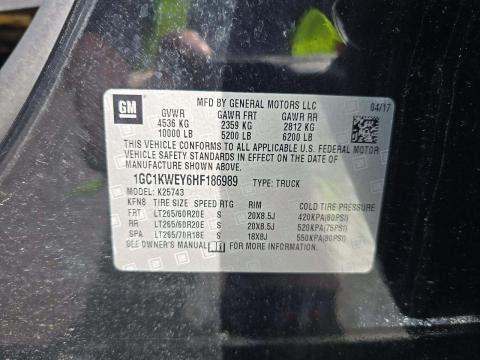 GM
MFD BY GENERAL MOTORS LLC 04/17
GVWR GAWR FRT GAWR RR
4536 KG 2359 KG 2812 KG
10000 LB 5200 LB 6200 LB
THIS VEHICLE CONFORMS TO ALL APPLICABLE U.S. FEDERAL MOTOR
VEHICLE SAFETY STANDARDS IN EFFECT ON THE DATE OF
MANUFACTURE SHOWN ABOVE.
1GC1KWEY6HF186989 TYPE: TRUCK
MODEL: K25743
KFN8 TIRE SIZE SPEED RTG RIM COLD TIRE PRESSURE
FRT LT265/60R20E S 20X8.5J 420KPA(60PSI)
RR LT265/60R20E S 20X8.5J 520KPA(75PSI)
SPA LT265/70R18E S 18X8J 550KPA(80PSI)
SEE OWNER'S MANUAL FOR MORE INFORMATION.